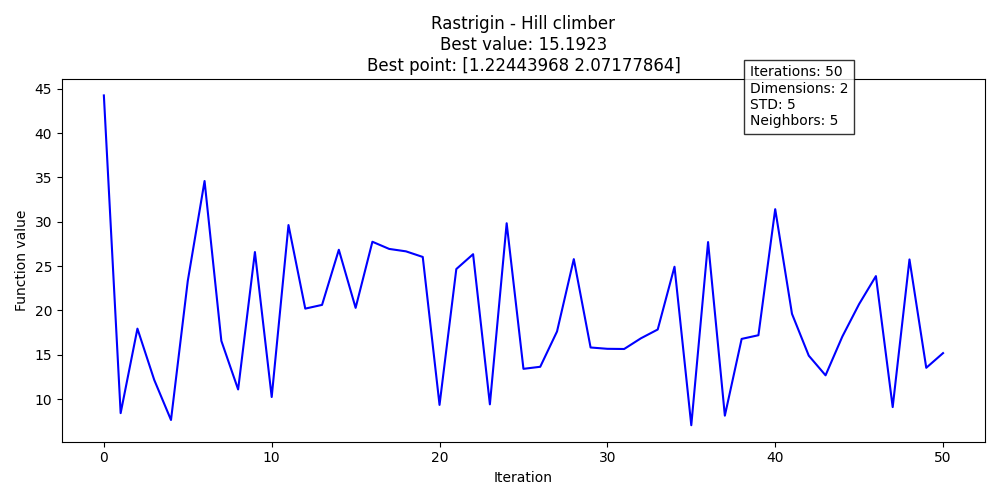 Rastrigin - Hill climber
Best value: 15.1923
Best point: [1.22443968 2.07177864]
Iterations: 50
Dimensions: 2
STD: 5
Neighbors: 5
Function value
45
40
35
30
25
20
15
10
0
10
20
30
40
50
Iteration